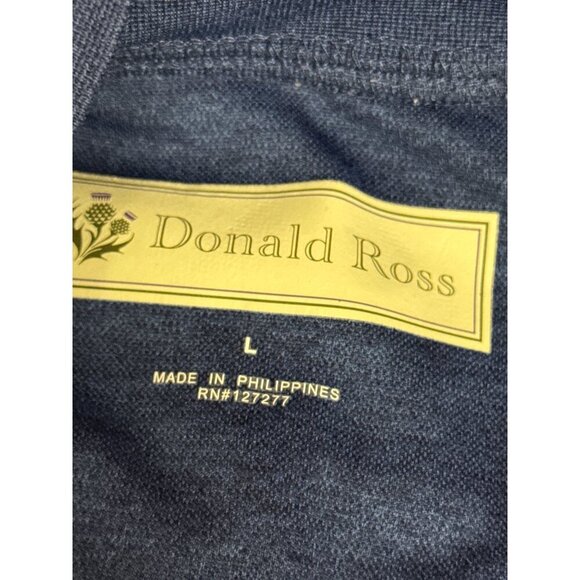 Donald Ross
L
MADE IN PHILIPPINES
RN#127277